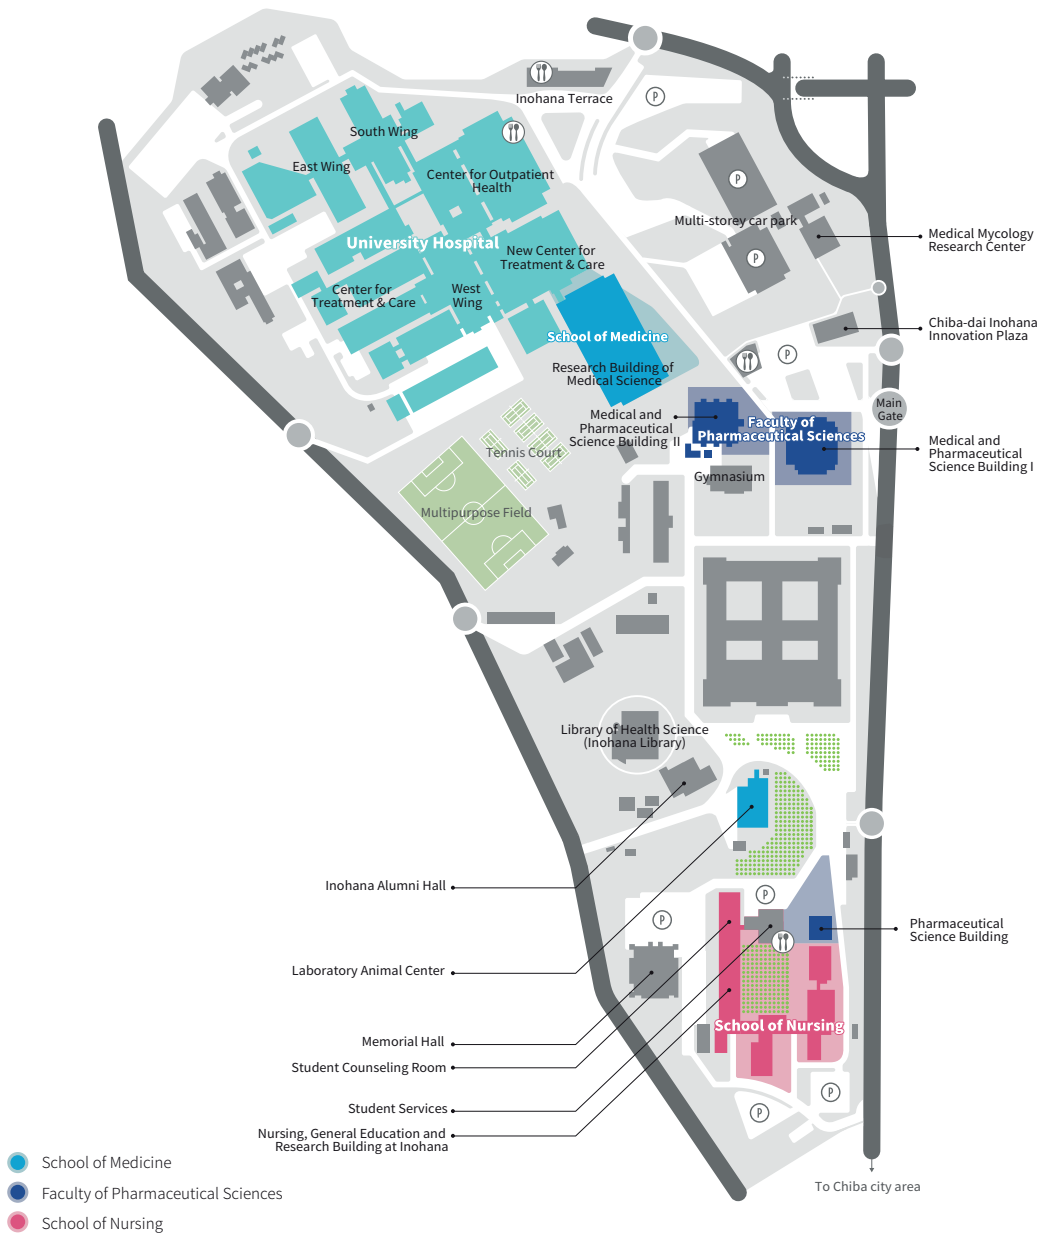 Inohana Terrace
P
South Wing
East Wing
Center for Outpatient
Health
P
Multi-storey car park
Medical Mycology
Research Center
University Hospital
New Center for
Treatment & Care
P
Center for
Treatment & Care
West
Wing
Chiba-dai Inohana
Innovation Plaza
School of Medicine
P
Research Building of
Medical Science
Main
Gate
Medical and
Pharmaceutical
Science Building II
Faculty of
Pharmaceutical Sciences
Medical and
Pharmaceutical
Science Building I
Tennis Court
Gymnasium
Multipurpose Field
Library of Health Science
(Inohana Library)
Inohana Alumni Hall
P
P
Pharmaceutical
Science Building
Laboratory Animal Center
School of Nursing
Memorial Hall
Student Counseling Room
P
Student Services
P
Nursing, General Education and
Research Building at Inohana
To Chiba city area
School of Medicine
Faculty of Pharmaceutical Sciences
School of Nursing